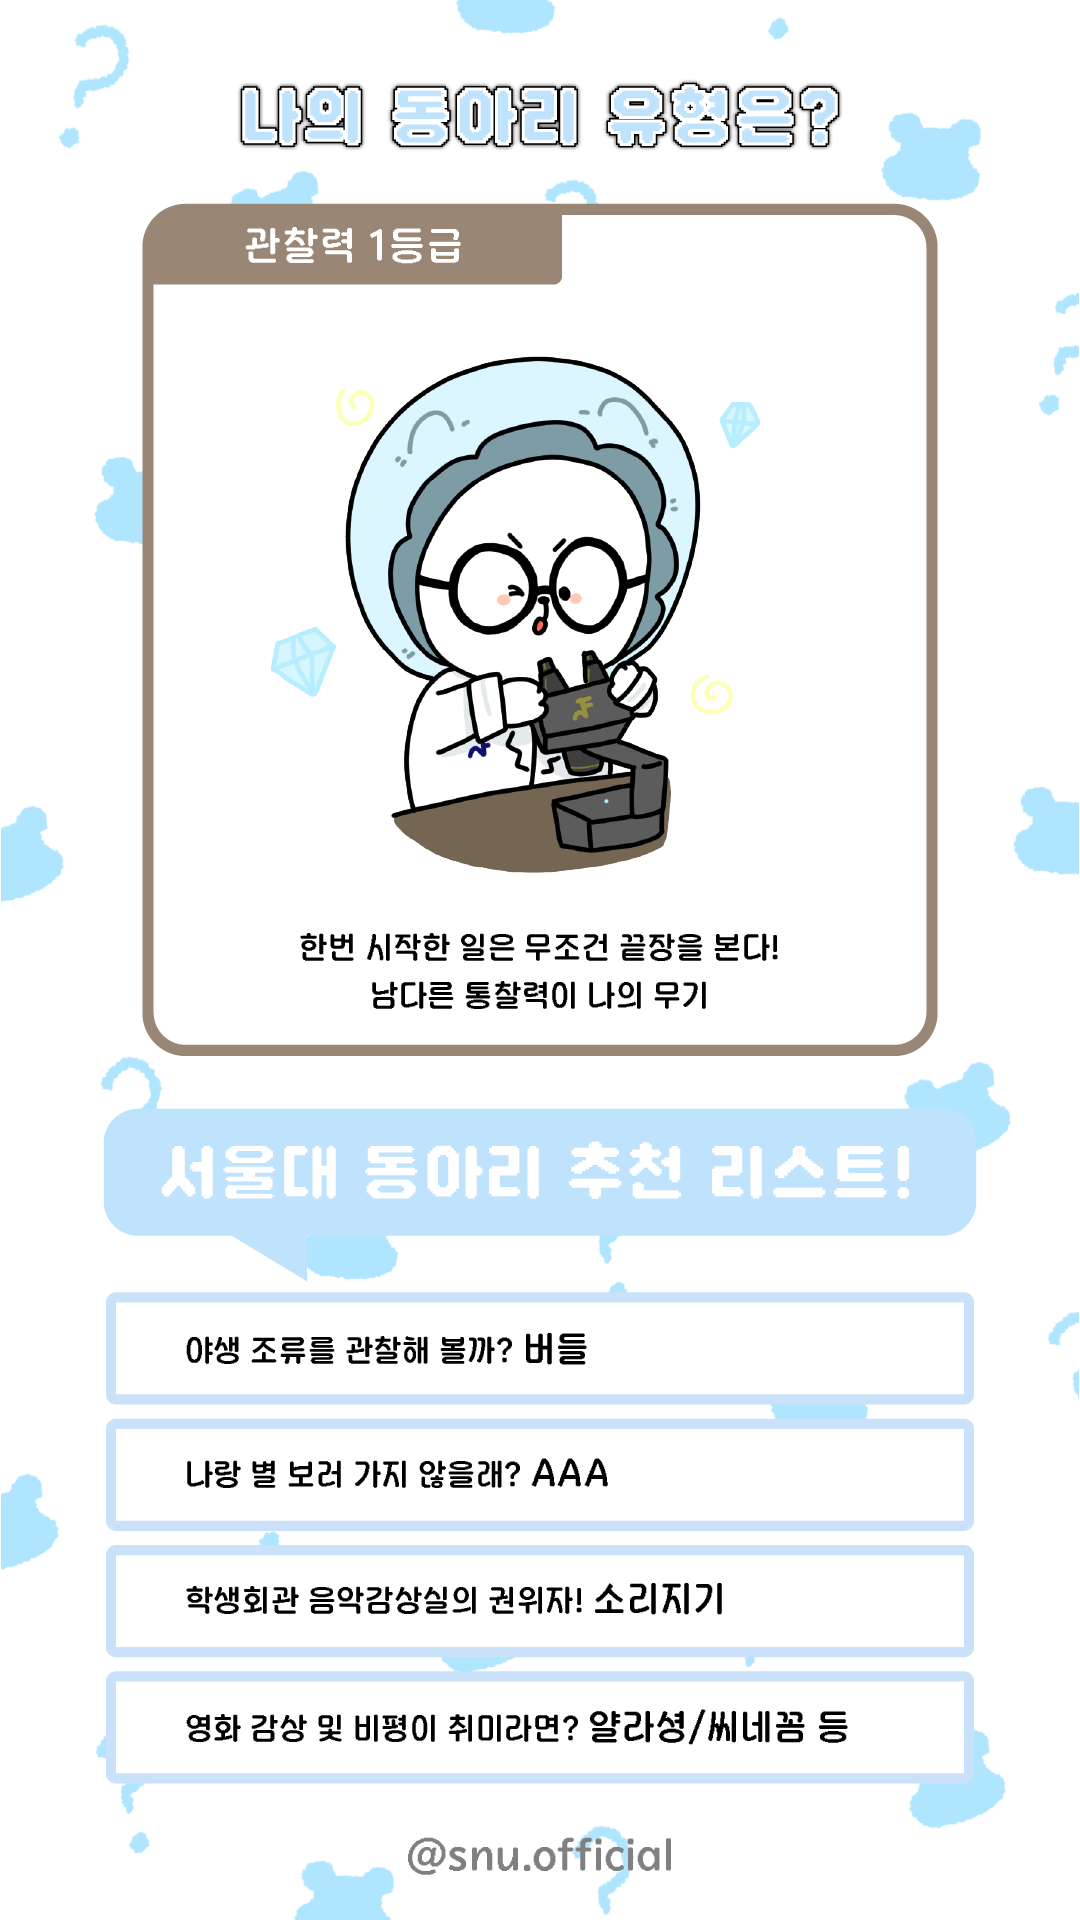 나의 동아리 유형은?
관찰력 1등급
한번 시작한 일은 무조건 끝장을 본다!
남다른 통찰력이 나의 무기
서울대 동아리 추천 리스트!
야생 조류를 관찰해 볼까? 버들
나랑 별 보러 가지 않을래? AAA
학생회관 음악감상실의 권위자! 소리지기
영화 감상 및 비평이 취미라면? 얄라셩/씨네꼼 등
@snu.official